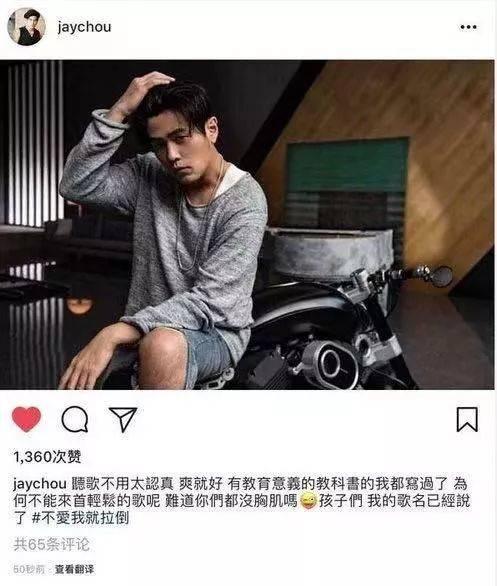 jaychou
1,360次赞
jaychou 聽歌不用太認真 爽就好 有教育意義的教科書的我都寫過了 為
何不能來首輕鬆的歌呢 難道你們都沒胸肌嗎😜孩子們 我的歌名已經說
了 #不愛我就拉倒
共65条评论
50秒前 · 查看翻译